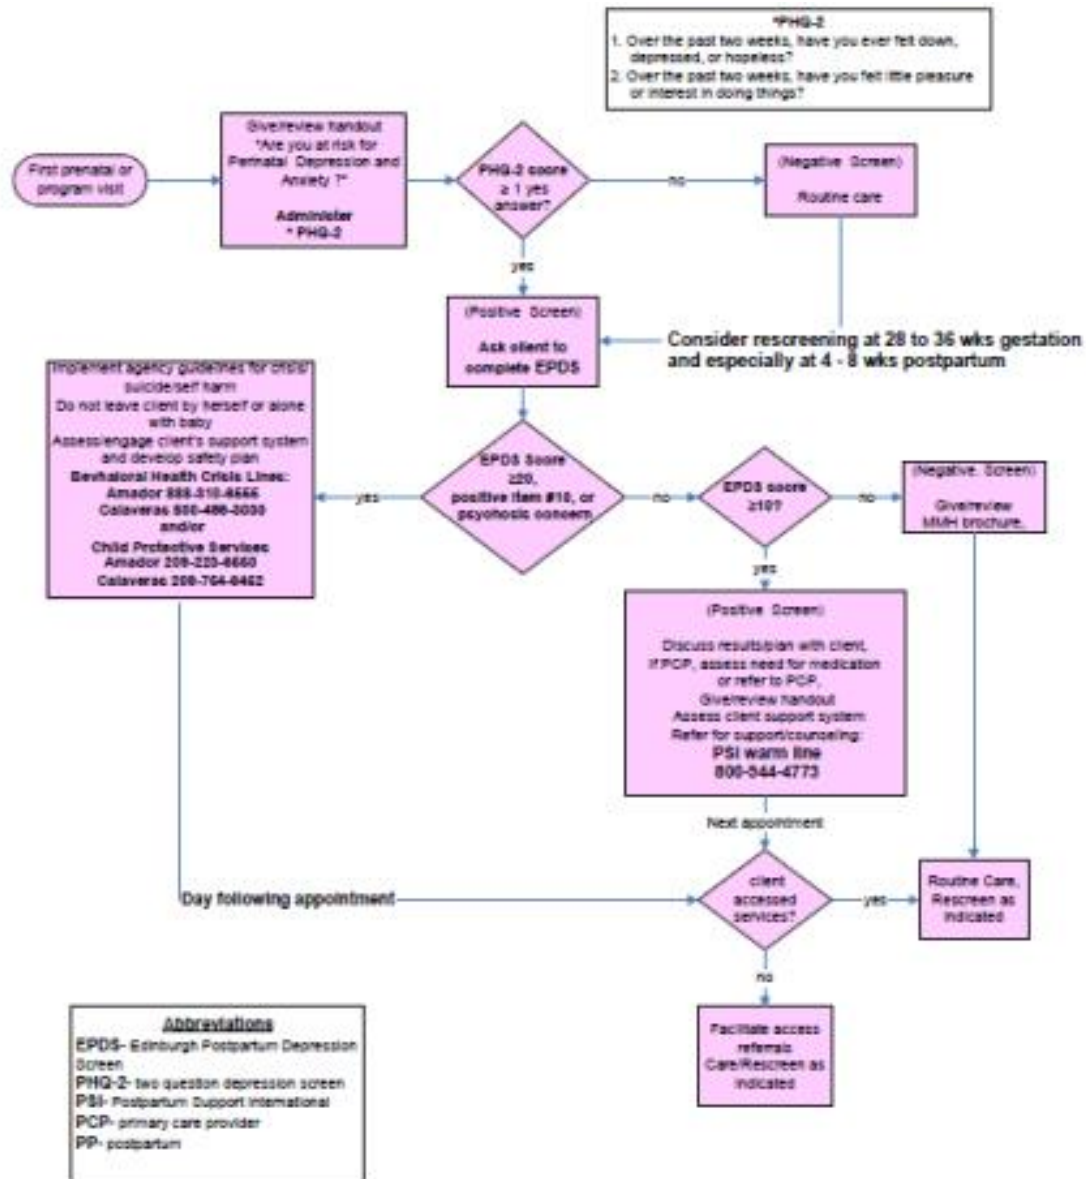 *PHQ-2
1. Over the past two weeks, have you ever felt down,
depressed, or hopeless?
2. Over the past two weeks, have you felt little pleasure
or interest in doing things?
First prenatal or
program visit
Give/review handout
"Are you at risk for
Perinatal Depression and
Anxiety ?"
Administer
* PHQ-2
PHQ-2 score
≥ 1 yes
answer?
no
(Negative Screen)
Routine care
yes
(Positive Screen)
Ask client to
complete EPDS
Consider rescreening at 28 to 36 wks gestation
and especially at 4 - 8 wks postpartum
Implement agency guidelines for crisis/
suicide/self harm
Do not leave client by herself or alone
with baby
Assess/engage client's support system
and develop safety plan
Bevhaioral Health Crisis Lines:
Amador
Calaveras
and/or
Child Protective Services
Amador
Calaveras
yes
EPDS Score
≥20,
positive item #10, or
psychosis concern
no
EPDS score
≥10?
no
(Negative Screen)
Give/review
MMH brochure,
yes
(Positive Screen)
Discuss results/plan with client,
If PCP, assess need for medication
or refer to PCP,
Give/review handout
Assess client support system
Refer for support/counseling:
PSI warm line
800-944-4773
Next appointment
Day following appointment
client
accessed
services?
yes
Routine Care,
Rescreen as
indicated
no
Facilitate access
referrals
Care/Rescreen as
indicated
Abbreviations
EPDS- Edinburgh Postpartum Depression
Screen
PHQ-2- two question depression screen
PSI- Postpartum Support International
PCP- primary care provider
PP- postpartum